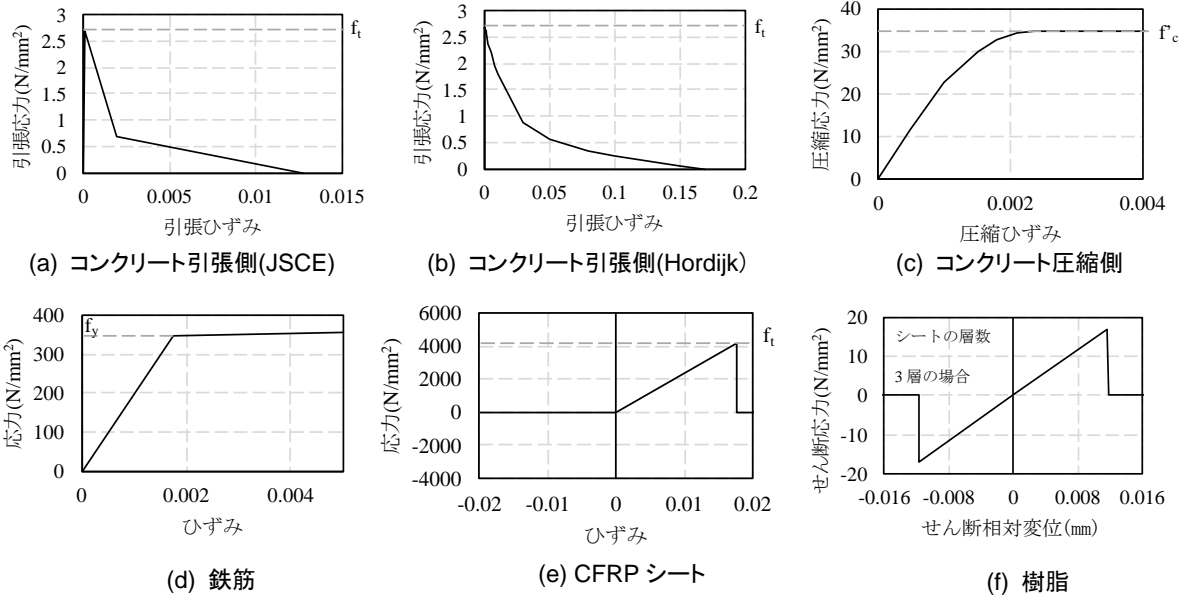 3
2.5
2
1.5
1
0.5
0
0
0.005
0.01
0.015
f_t
引張応力(N/mm²)
引張ひずみ
(a) コンクリート引張側(JSCE)
3
2.5
2
1.5
1
0.5
0
0
0.05
0.1
0.15
0.2
f_t
引張応力(N/mm²)
引張ひずみ
(b) コンクリート引張側(Hordijk)
40
30
20
10
0
0
0.002
0.004
f'_c
圧縮応力(N/mm²)
圧縮ひずみ
(c) コンクリート圧縮側
400
300
200
100
0
0
0.002
0.004
f_y
応力(N/mm²)
ひずみ
(d) 鉄筋
6000
4000
2000
0
-2000
-4000
-0.02
-0.01
0
0.01
0.02
f_t
応力(N/mm²)
ひずみ
(e) CFRP シート
20
10
0
-10
-20
-0.016
-0.008
0
0.008
0.016
シートの層数
3 層の場合
せん断応力(N/mm²)
せん断相対変位(mm)
(f) 樹脂